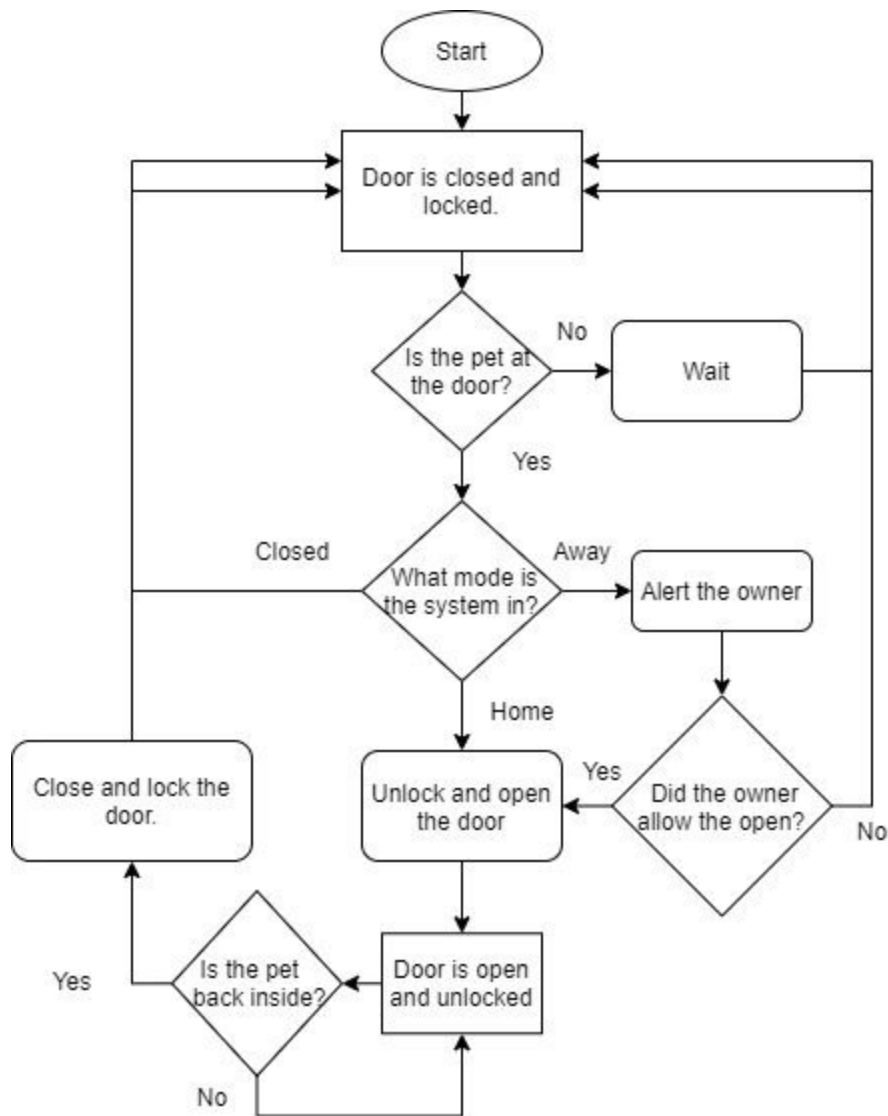 Start
Door is closed and
locked.
Is the pet at
the door?
No
Wait
Yes
Closed
What mode is
the system in?
Away
Alert the owner
Home
Close and lock the
door.
Unlock and open
the door
Yes
Did the owner
allow the open?
No
Yes
Is the pet
back inside?
Door is open
and unlocked
No